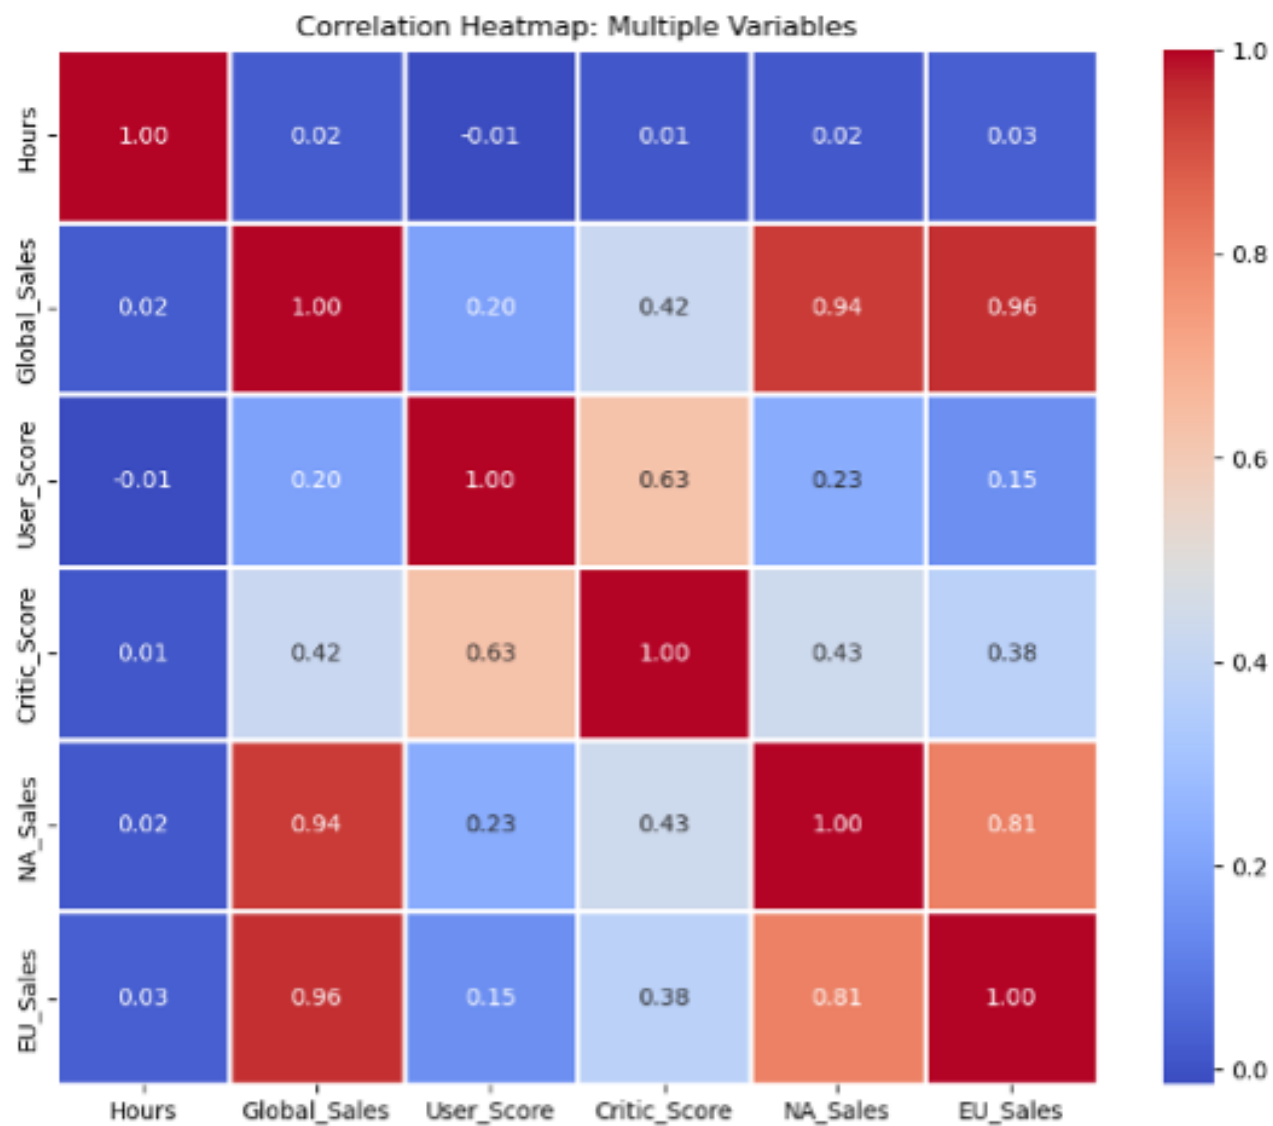 Correlation Heatmap: Multiple Variables
Hours 1.00 0.02 -0.01 0.01 0.02 0.03
Global_Sales 0.02 1.00 0.20 0.42 0.94 0.96
User_Score -0.01 0.20 1.00 0.63 0.23 0.15
Critic_Score 0.01 0.42 0.63 1.00 0.43 0.38
NA_Sales 0.02 0.94 0.23 0.43 1.00 0.81
EU_Sales 0.03 0.96 0.15 0.38 0.81 1.00
Hours Global_Sales User_Score Critic_Score NA_Sales EU_Sales
1.0
0.8
0.6
0.4
0.2
0.0